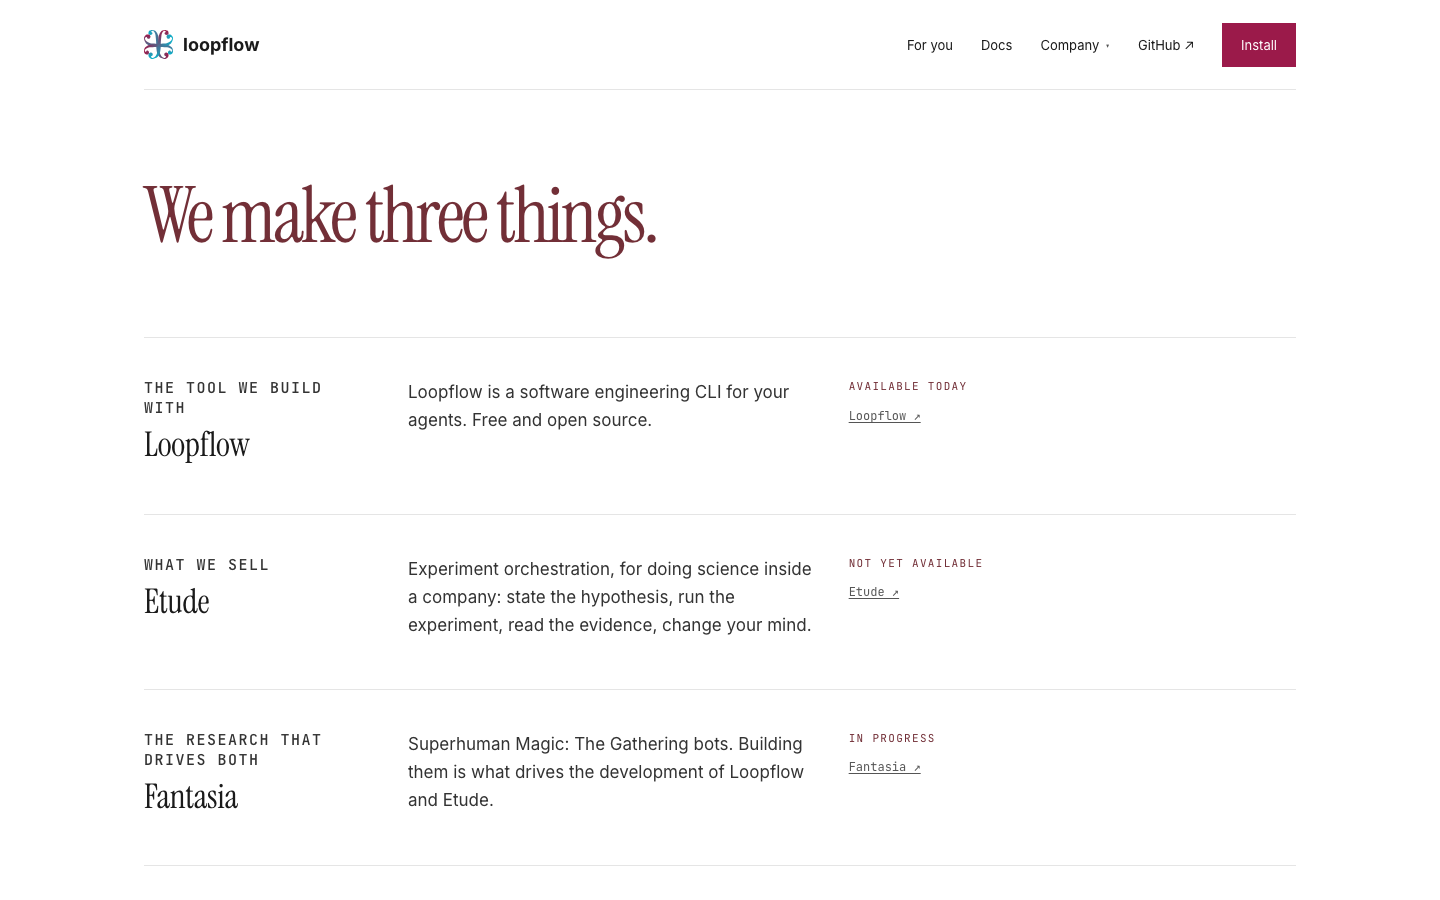 loopflow
For you
Docs
Company
GitHub ↗
Install
We make three things.
THE TOOL WE BUILD
WITH
Loopflow
Loopflow is a software engineering CLI for your
agents. Free and open source.
AVAILABLE TODAY
Loopflow ↗
WHAT WE SELL
Etude
Experiment orchestration, for doing science inside
a company: state the hypothesis, run the
experiment, read the evidence, change your mind.
NOT YET AVAILABLE
Etude ↗
THE RESEARCH THAT
DRIVES BOTH
Fantasia
Superhuman Magic: The Gathering bots. Building
them is what drives the development of Loopflow
and Etude.
IN PROGRESS
Fantasia ↗